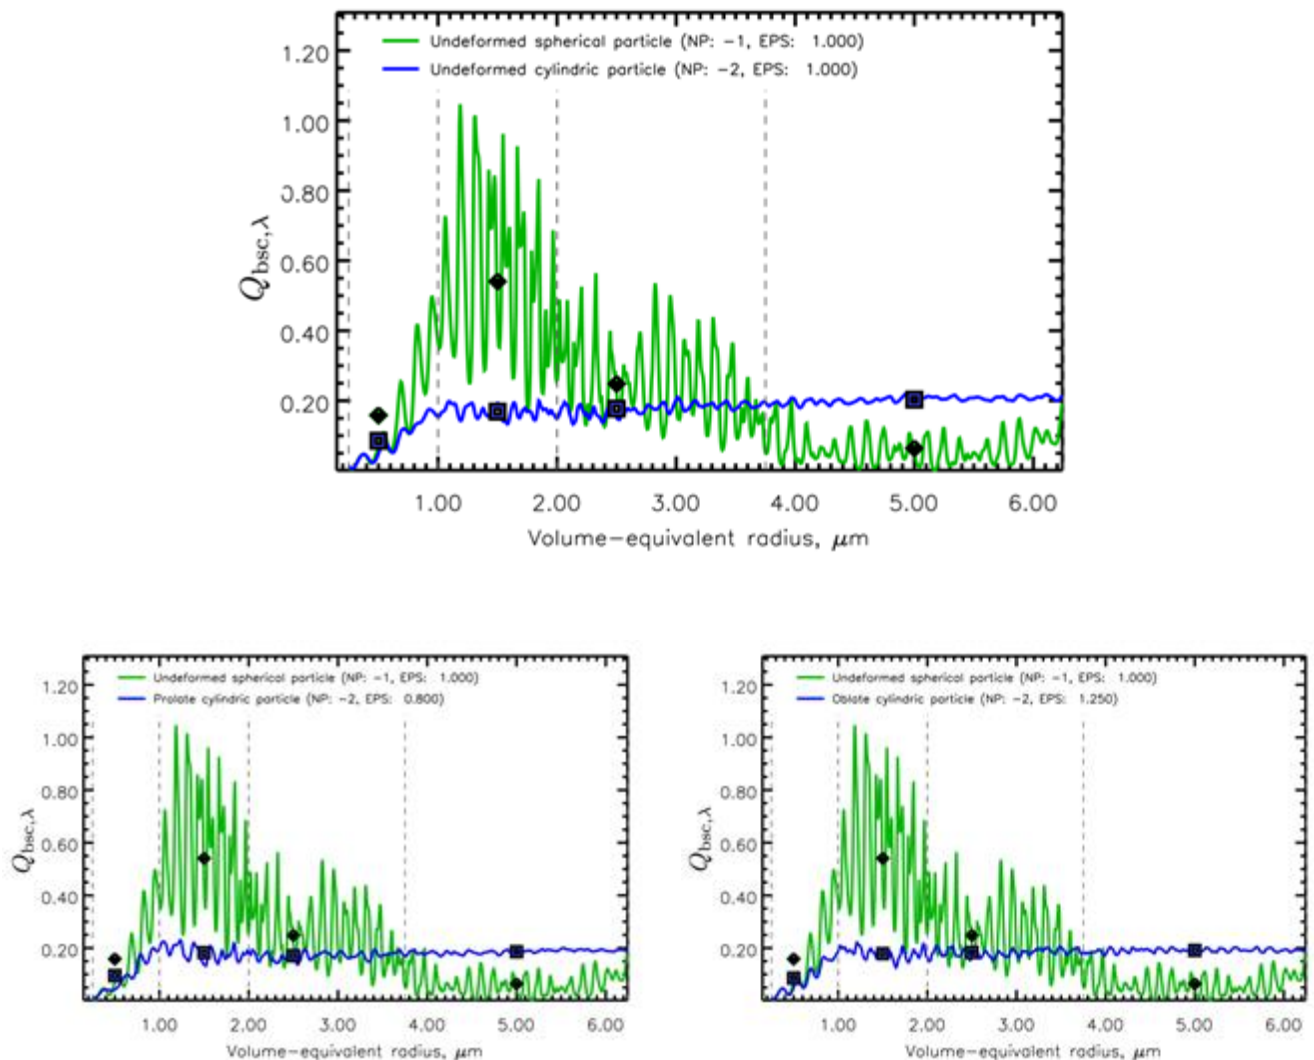 Undeformed spherical particle (NP: −1, EPS: 1.000)
Undeformed cylindric particle (NP: −2, EPS: 1.000)
1.20
1.00
0.80
0.60
0.40
0.20
Qbsc,λ
1.00 2.00 3.00 4.00 5.00 6.00
Volume−equivalent radius, μm
Undeformed spherical particle (NP: −1, EPS: 1.000)
Prolate cylindric particle (NP: −2, EPS: 0.800)
1.20
1.00
0.80
0.60
0.40
0.20
Qbsc,λ
1.00 2.00 3.00 4.00 5.00 6.00
Volume−equivalent radius, μm
Undeformed spherical particle (NP: −1, EPS: 1.000)
Oblate cylindric particle (NP: −2, EPS: 1.250)
1.20
1.00
0.80
0.60
0.40
0.20
Qbsc,λ
1.00 2.00 3.00 4.00 5.00 6.00
Volume−equivalent radius, μm